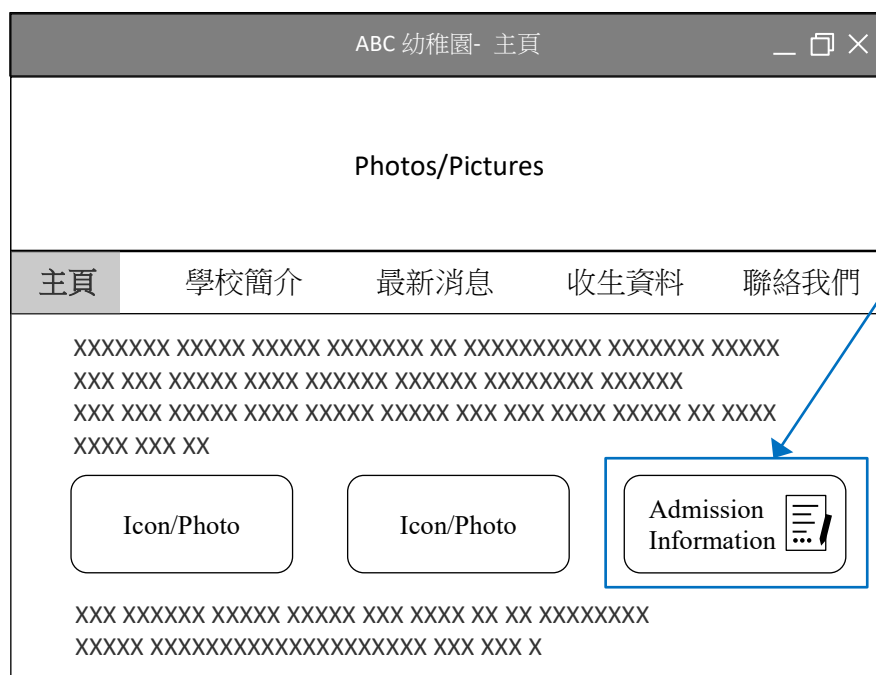 ABC 幼稚園- 主頁
Photos/Pictures
主頁 學校簡介 最新消息 收生資料 聯絡我們
XXXXXXX XXXXX XXXXX XXXXXXX XX XXXXXXXXXX XXXXXXX XXXXX
XXX XXX XXXXX XXXX XXXXXX XXXXXX XXXXXXXX XXXXXX
XXX XXX XXXXX XXXX XXXXX XXXXX XXX XXX XXXX XXXXX XX XXXX
XXXX XXX XX
Icon/Photo Icon/Photo Admission
Information
XXX XXXXXX XXXXX XXXXX XXX XXXX XX XX XXXXXXXX
XXXXX XXXXXXXXXXXXXXXXXXXX XXX XXX X